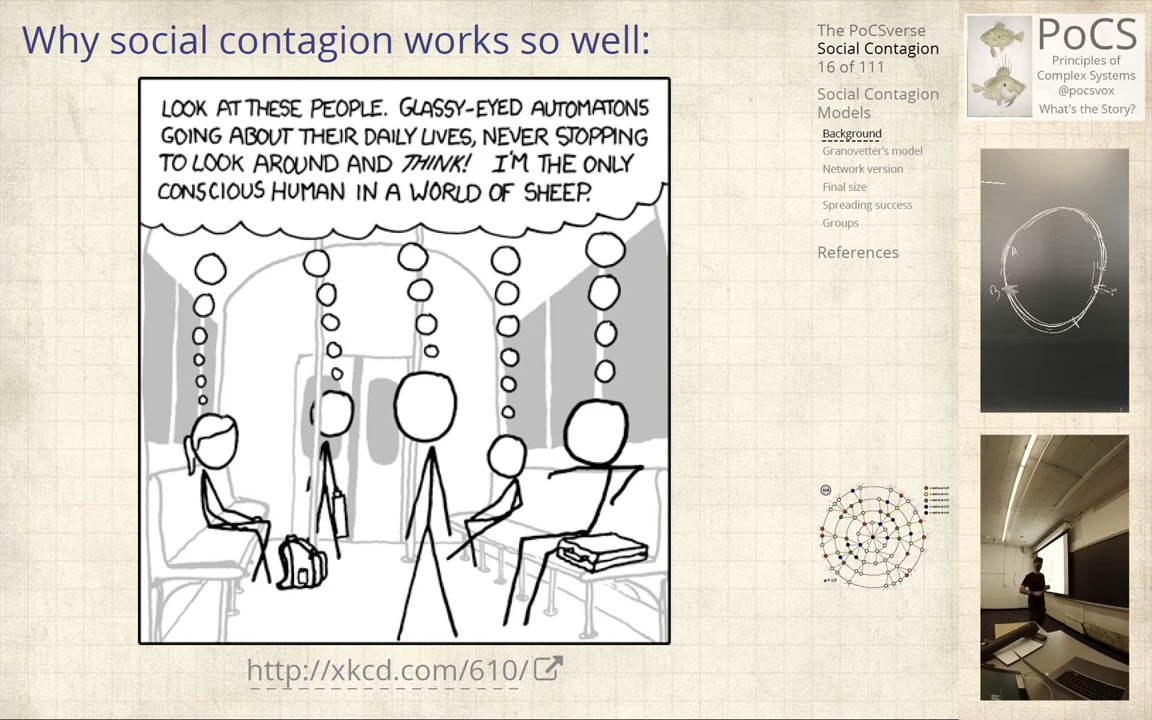 Why social contagion works so well:
LOOK AT THESE PEOPLE. GLASSY-EYED AUTOMATONS
GOING ABOUT THEIR DAILY LIVES, NEVER STOPPING
TO LOOK AROUND AND THINK! I'M THE ONLY
CONSCIOUS HUMAN IN A WORLD OF SHEEP.
http://xkcd.com/610/
The PoCSverse
Social Contagion
16 of 111
Social Contagion
Models
Background
Granovetter's model
Network version
Final size
Spreading success
Groups
References
PoCS
Principles of
Complex Systems
@pocsvox
What's the Story?